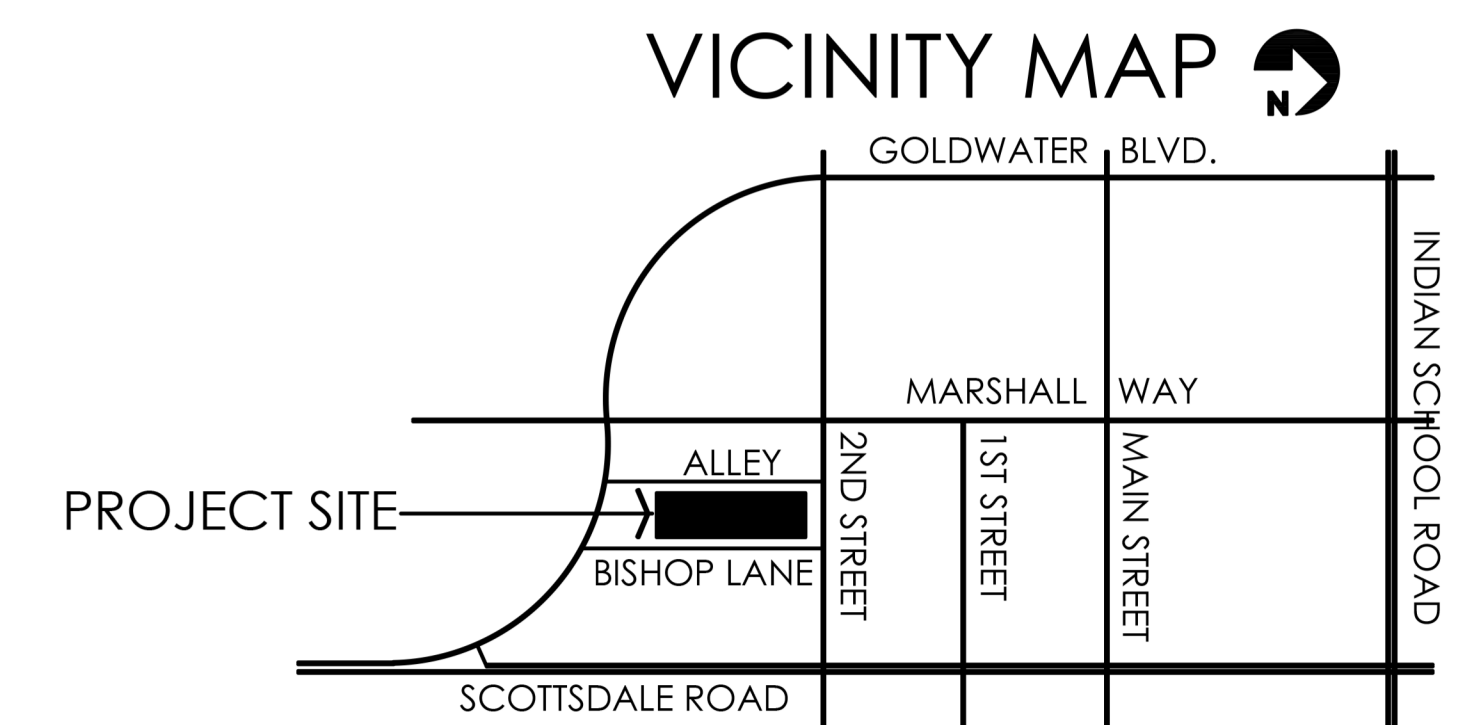 VICINITY MAP
N
GOLDWATER BLVD.
INDIAN SCHOOL ROAD
MARSHALL WAY
2ND STREET
1ST STREET
MAIN STREET
ALLEY
PROJECT SITE
BISHOP LANE
SCOTTSDALE ROAD